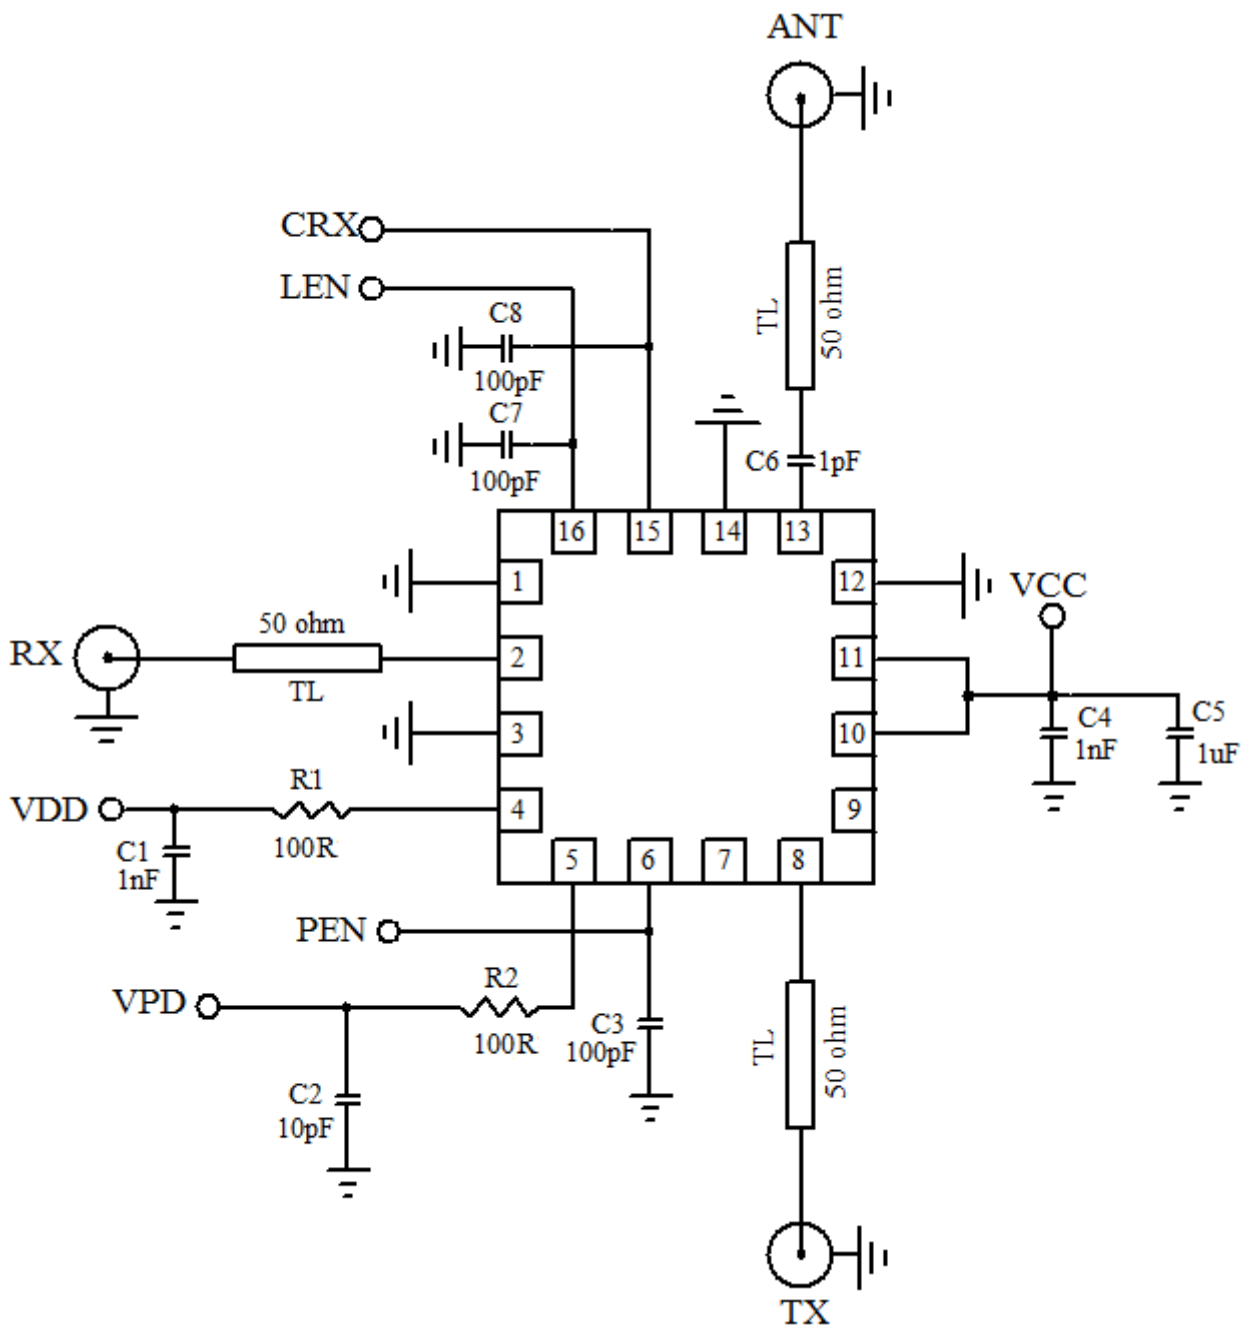 ANT
CRX
LEN
C8
100pF
C7
100pF
TL
50 ohm
C6
1pF
16
15
14
13
1
12
VCC
50 ohm
RX
2
11
TL
C4
1nF
C5
1uF
3
10
R1
VDD
4
9
100R
C1
1nF
5
6
7
8
PEN
R2
VPD
100R
C3
100pF
TL
50 ohm
C2
10pF
TX